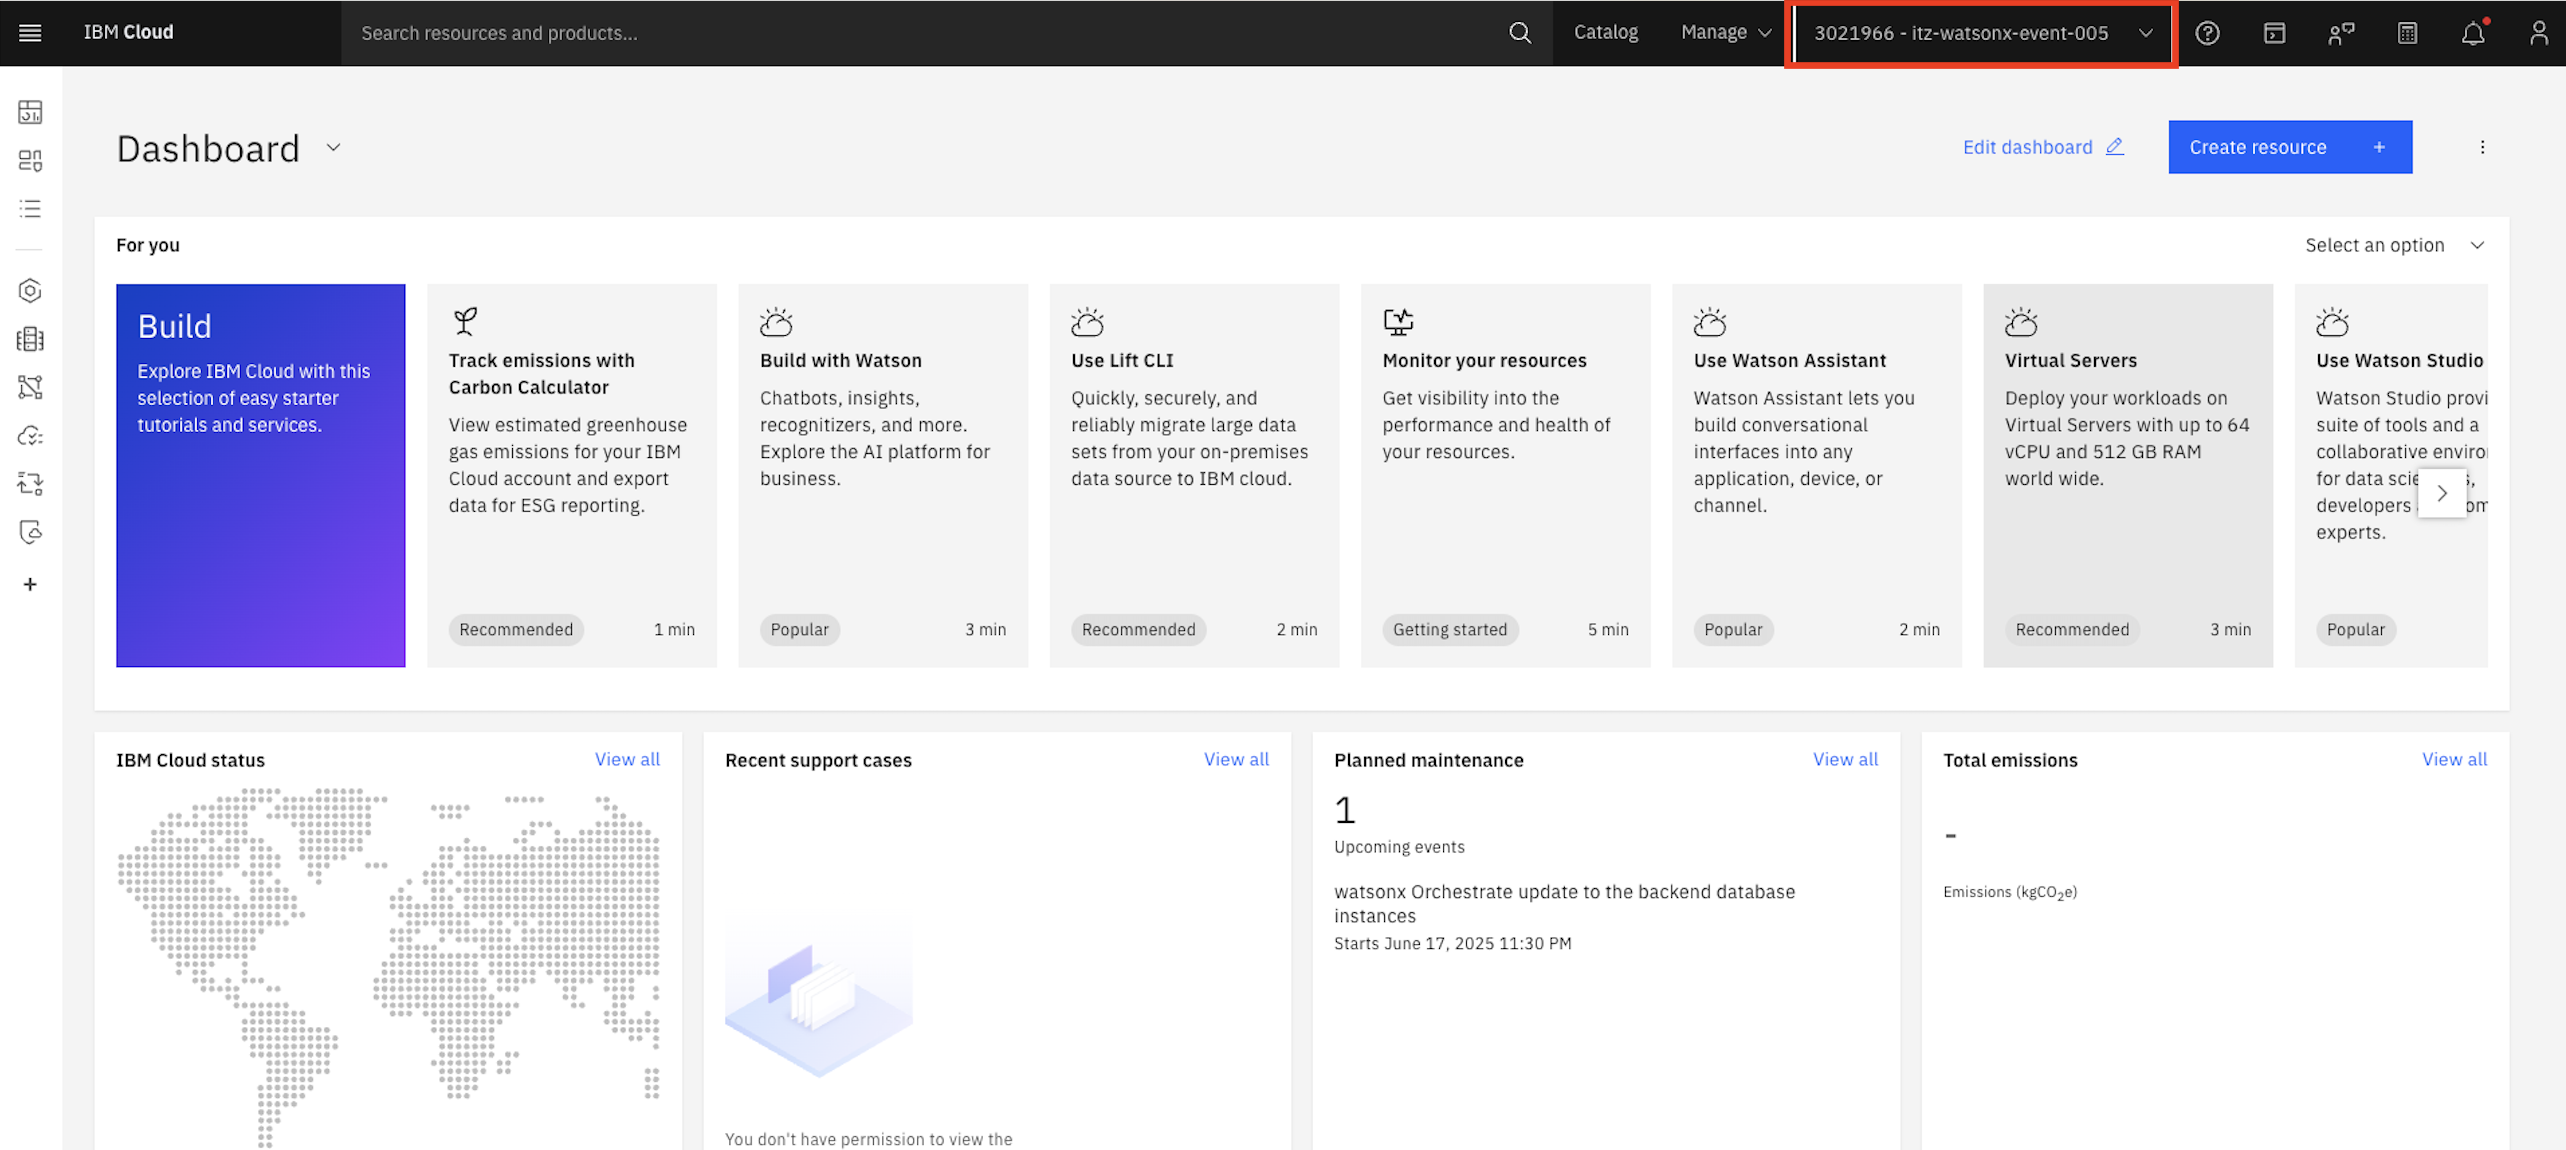 IBM Cloud
Search resources and products...
Catalog
Manage
3021966 - itz-watsonx-event-005
Dashboard
Edit dashboard
Create resource +
For you
Select an option
Build
Explore IBM Cloud with this
selection of easy starter
tutorials and services.
Track emissions with
Carbon Calculator
View estimated greenhouse
gas emissions for your IBM
Cloud account and export
data for ESG reporting.
Recommended
1 min
Build with Watson
Chatbots, insights,
recognitizers, and more.
Explore the AI platform for
business.
Popular
3 min
Use Lift CLI
Quickly, securely, and
reliably migrate large data
sets from your on-premises
data source to IBM cloud.
Recommended
2 min
Monitor your resources
Get visibility into the
performance and health of
your resources.
Getting started
5 min
Use Watson Assistant
Watson Assistant lets you
build conversational
interfaces into any
application, device, or
channel.
Popular
2 min
Virtual Servers
Deploy your workloads on
Virtual Servers with up to 64
vCPU and 512 GB RAM
world wide.
Recommended
3 min
Use Watson Studio
Watson Studio provi
suite of tools and a
collaborative enviro
for data
developers
experts.
Popular
IBM Cloud status
View all
Recent support cases
View all
You don't have permission to view the
Planned maintenance
View all
1
Upcoming events
watsonx Orchestrate update to the backend database
instances
Starts June 17, 2025 11:30 PM
Total emissions
View all
-
Emissions (kgCO₂e)